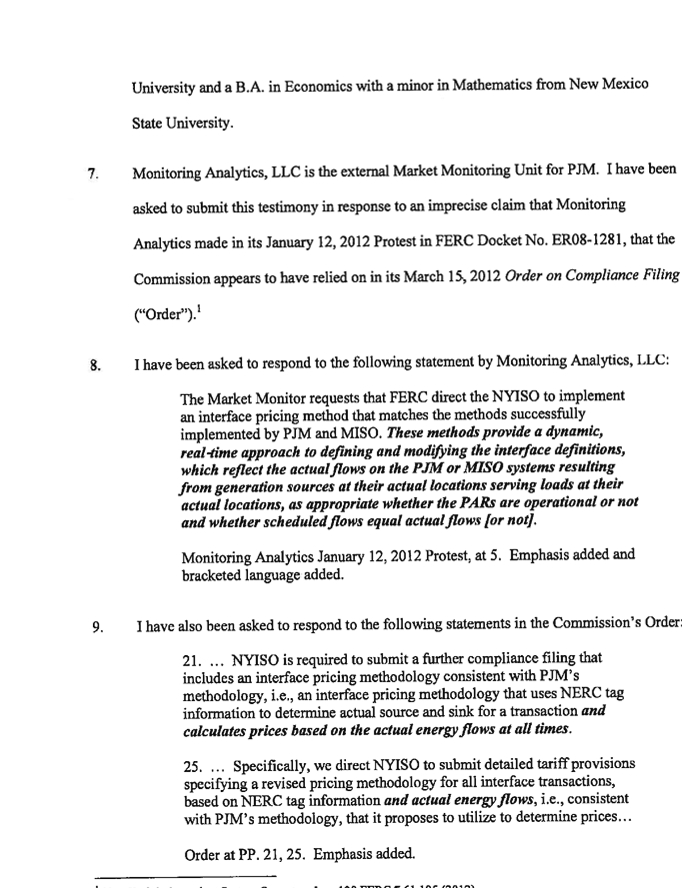 University and a B.A. in Economics with a minor in Mathematics from New Mexico
State University.
7. Monitoring Analytics, LLC is the external Market Monitoring Unit for PJM. I have been
asked to submit this testimony in response to an imprecise claim that Monitoring
Analytics made in its January 12, 2012 Protest in FERC Docket No. ER08-1281, that the
Commission appears to have relied on in its March 15, 2012 Order on Compliance Filing
(“Order”).1
8. I have been asked to respond to the following statement by Monitoring Analytics, LLC:
The Market Monitor requests that FERC direct the NYISO to implement
an interface pricing method that matches the methods successfully
implemented by PJM and MISO. These methods provide a dynamic,
real-time approach to defining and modifying the interface definitions,
which reflect the actual flows on the PJM or MISO systems resulting
from generation sources at their actual locations serving loads at their
actual locations, as appropriate whether the PARs are operational or not
and whether scheduled flows equal actual flows [or not].
Monitoring Analytics January 12, 2012 Protest, at 5. Emphasis added and
bracketed language added.
9. I have also been asked to respond to the following statements in the Commission’s Order:
21. … NYISO is required to submit a further compliance filing that
includes an interface pricing methodology consistent with PJM’s
methodology, i.e., an interface pricing methodology that uses NERC tag
information to determine actual source and sink for a transaction and
calculates prices based on the actual energy flows at all times.
25. … Specifically, we direct NYISO to submit detailed tariff provisions
specifying a revised pricing methodology for all interface transactions,
based on NERC tag information and actual energy flows, i.e., consistent
with PJM’s methodology, that it proposes to utilize to determine prices…
Order at PP. 21, 25. Emphasis added.